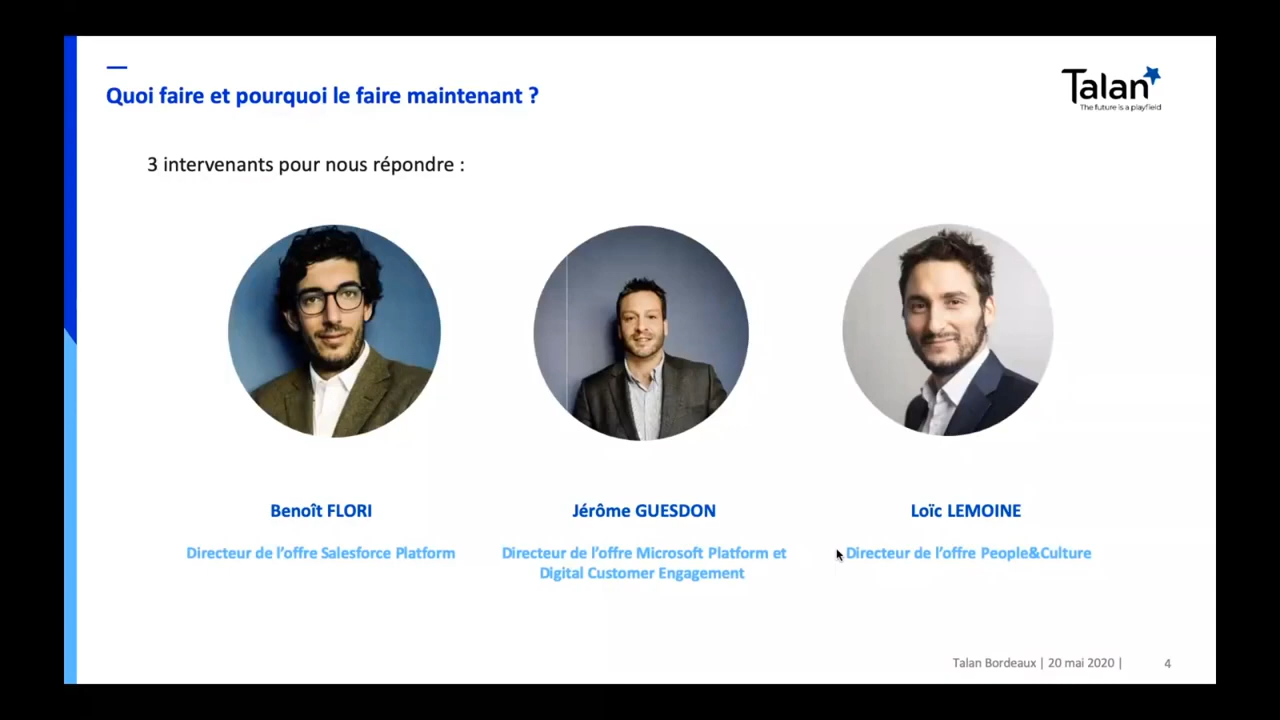 Quoi faire et pourquoi le faire maintenant ?
Talan
The future is a playfield
3 intervenants pour nous répondre :
Benoît FLORI
Directeur de l’offre Salesforce Platform
Jérôme GUESDON
Directeur de l’offre Microsoft Platform et
Digital Customer Engagement
Loïc LEMOINE
Directeur de l’offre People&Culture
Talan Bordeaux | 20 mai 2020 |
4